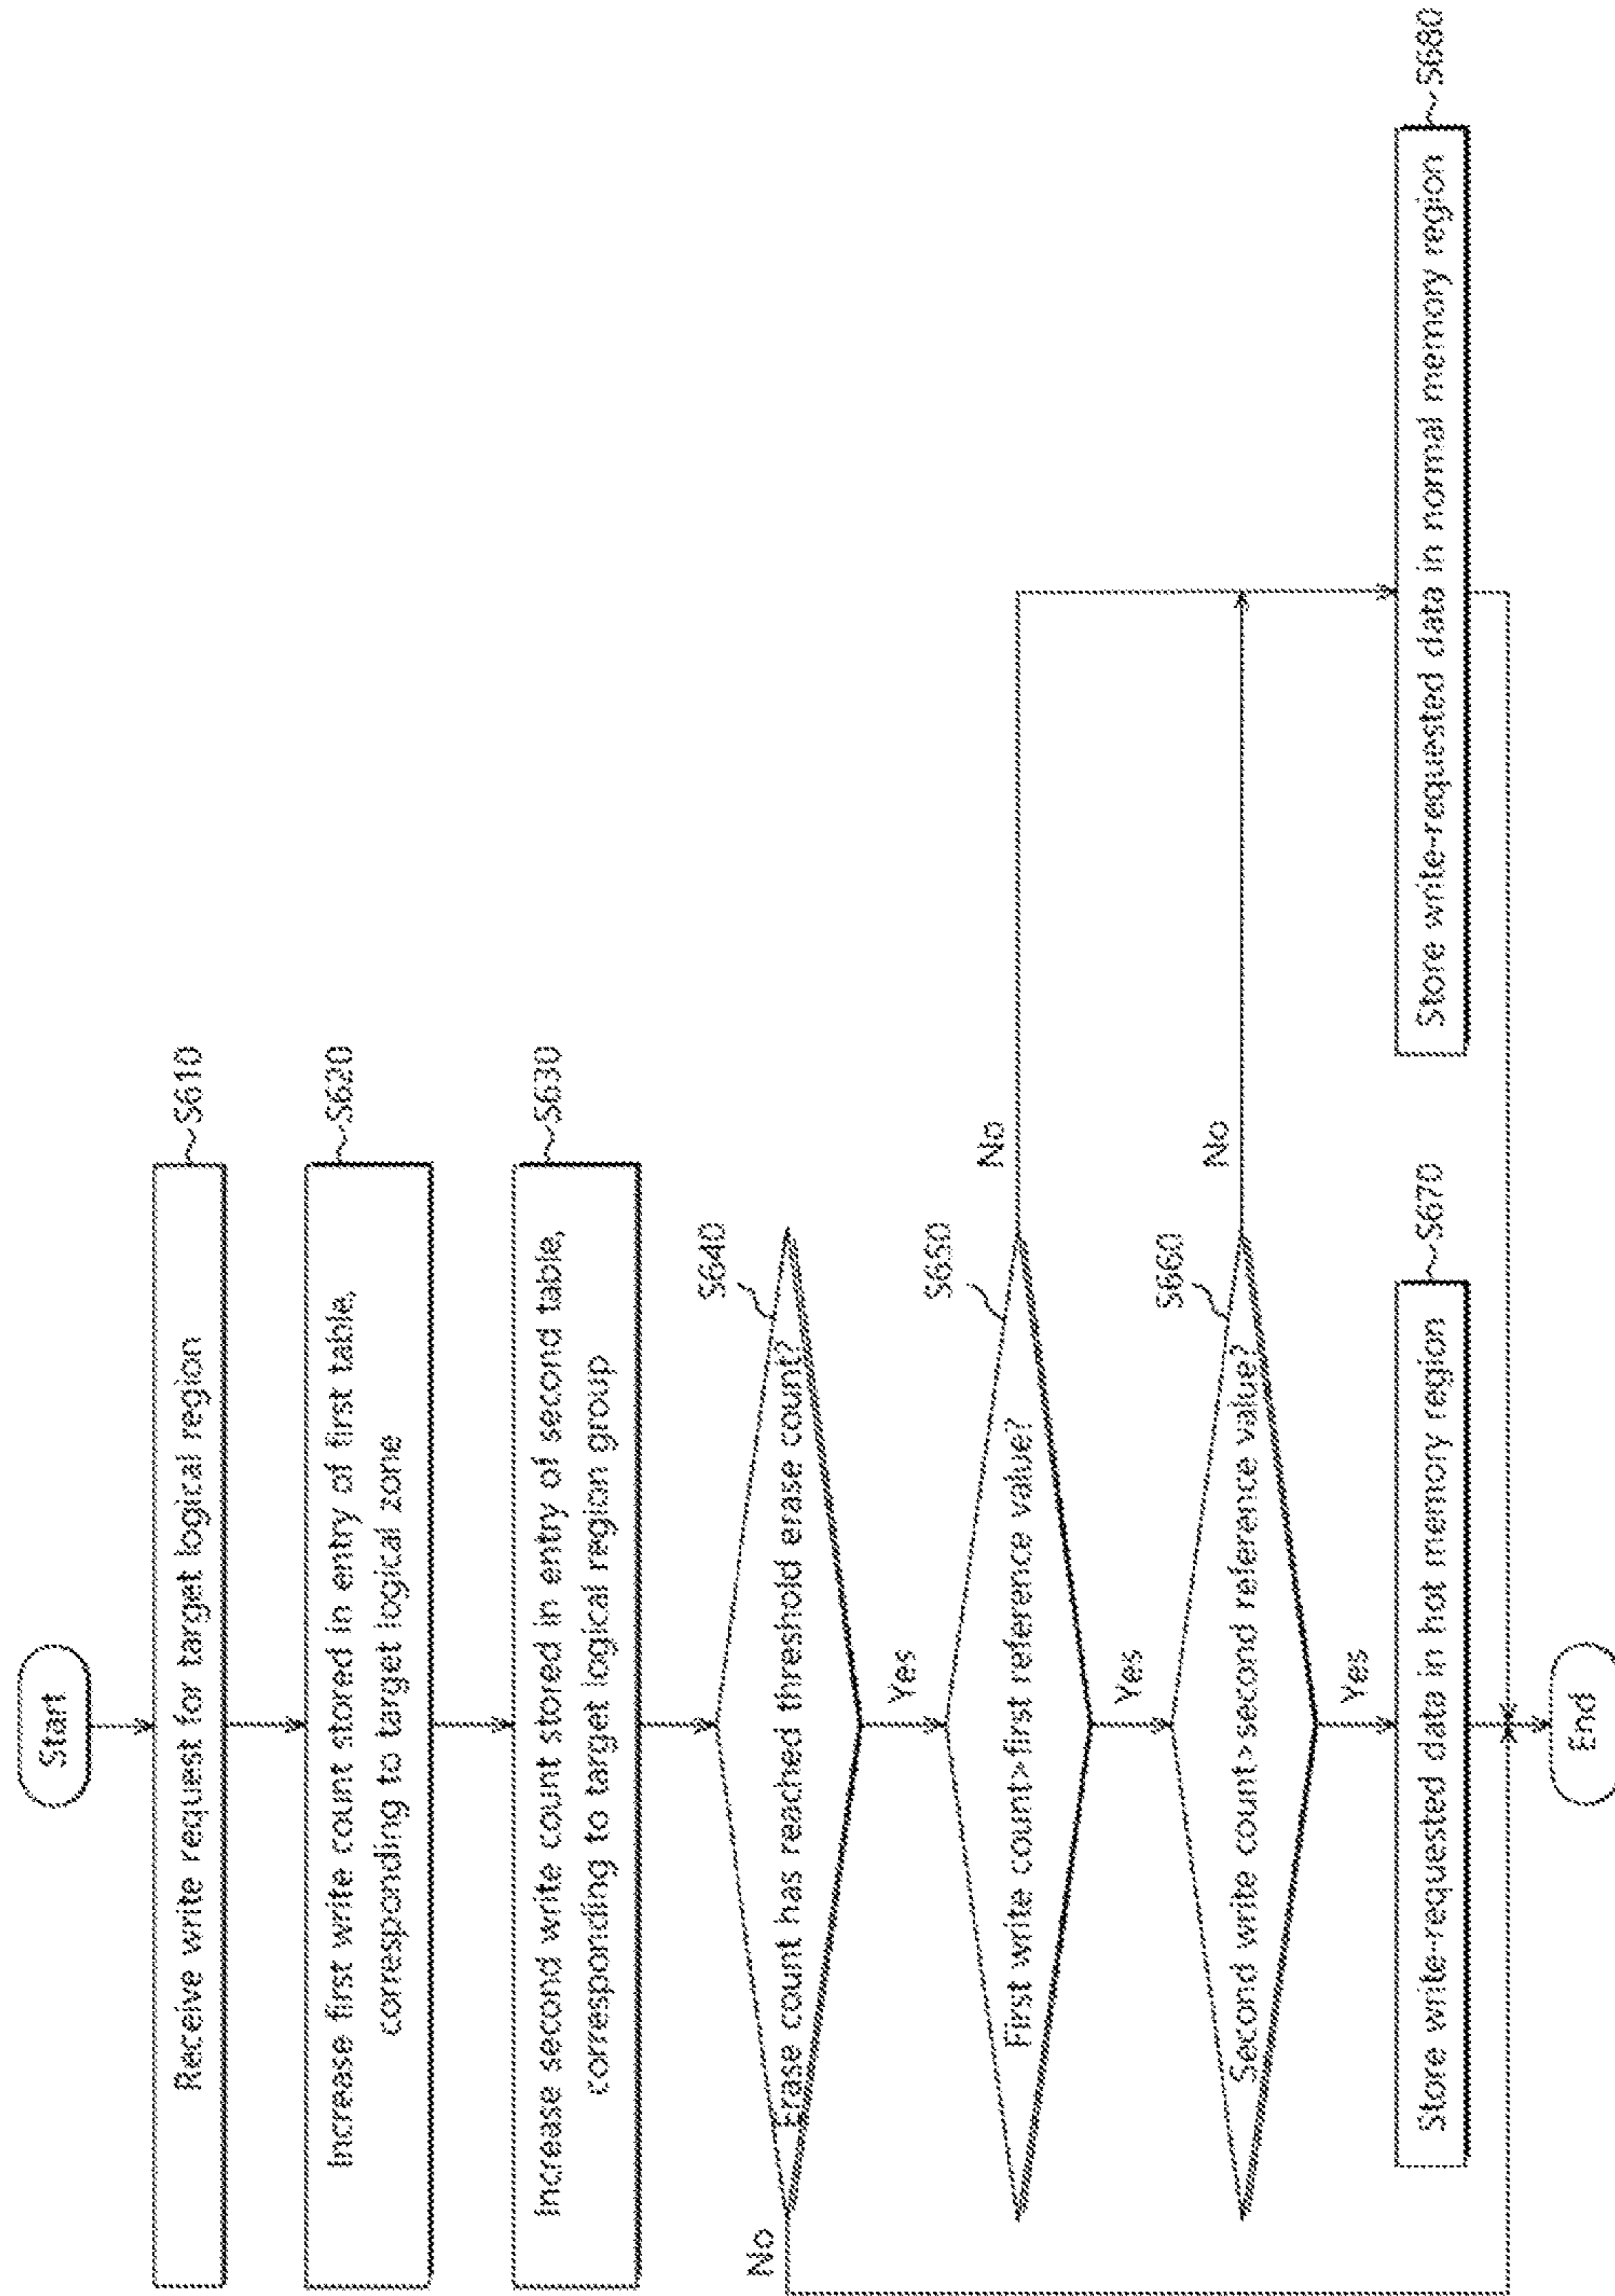 Start
Receive write request for target logical region
S610
Increase first write count stored in entry of first table,
corresponding to target logical zone
S620
Increase second write count stored in entry of second table,
corresponding to target logical region group
S630
S640
Erase count has reached threshold erase count?
No
Yes
S650
First write count>first reference value?
No
Yes
S660
Second write count>second reference value?
No
Yes
Store write-requested data in hot memory region
S670
Store write-requested data in normal memory region
S680
End